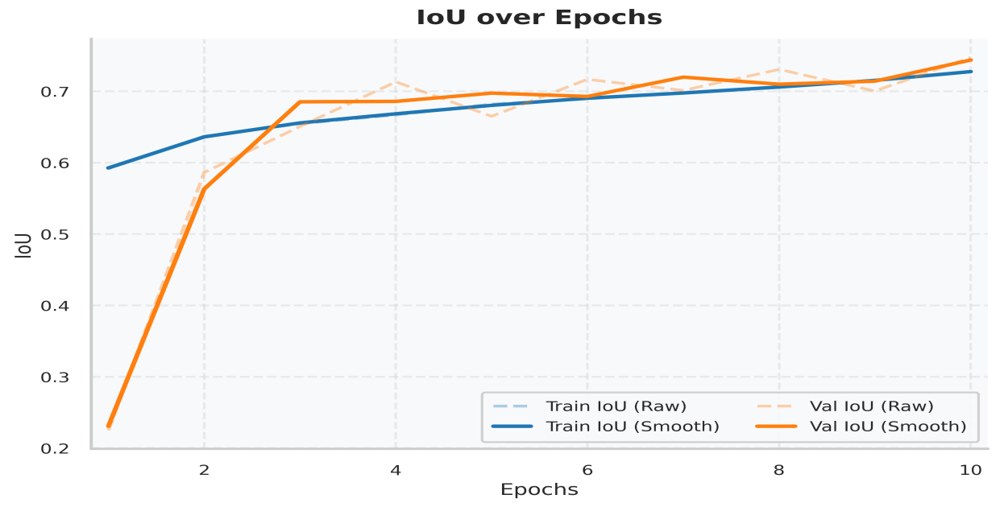 IoU over Epochs
IoU
0.7
0.6
0.5
0.4
0.3
0.2
2 4 6 8 10
Epochs
Train IoU (Raw) Val IoU (Raw)
Train IoU (Smooth) Val IoU (Smooth)